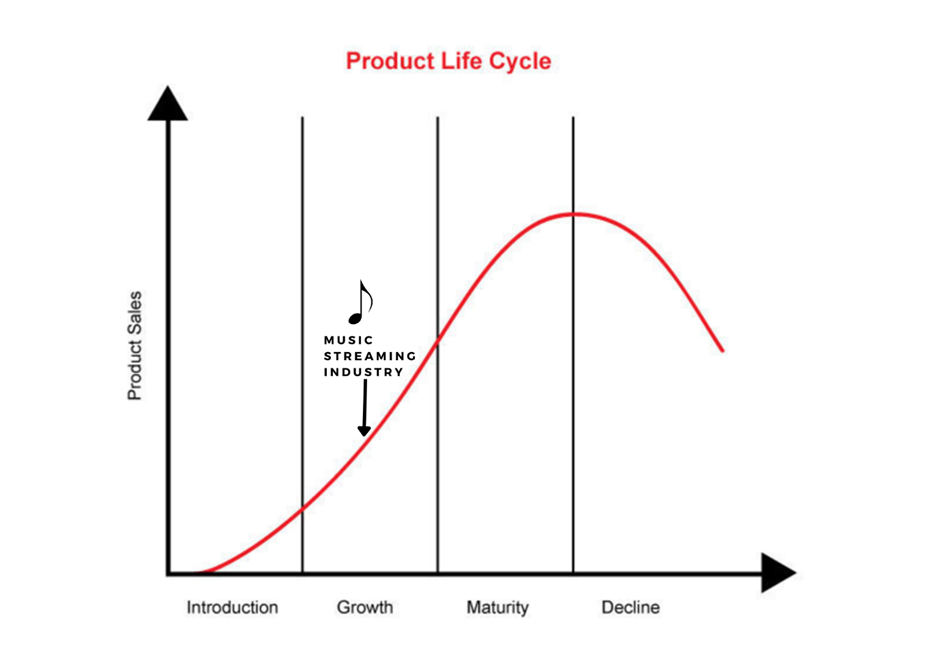 Product Life Cycle
Product Sales
MUSIC
STREAMING
INDUSTRY
Introduction
Growth
Maturity
Decline